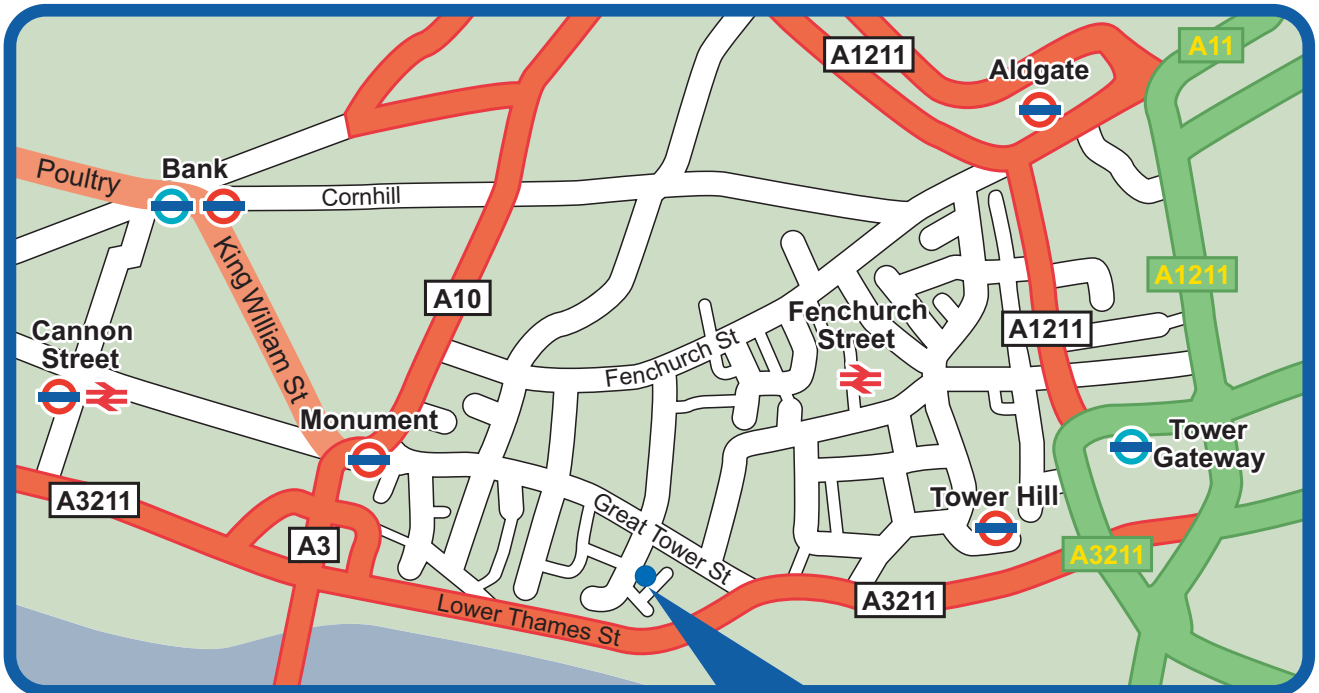 A11
A1211
Aldgate
Bank
Poultry
Cornhill
King William St
A10
A1211
Cannon
Street
Fenchurch
Street
A1211
Fenchurch St
Monument
Tower
Gateway
A3211
Great Tower St
Tower Hill
A3
A3211
A3211
Lower Thames St